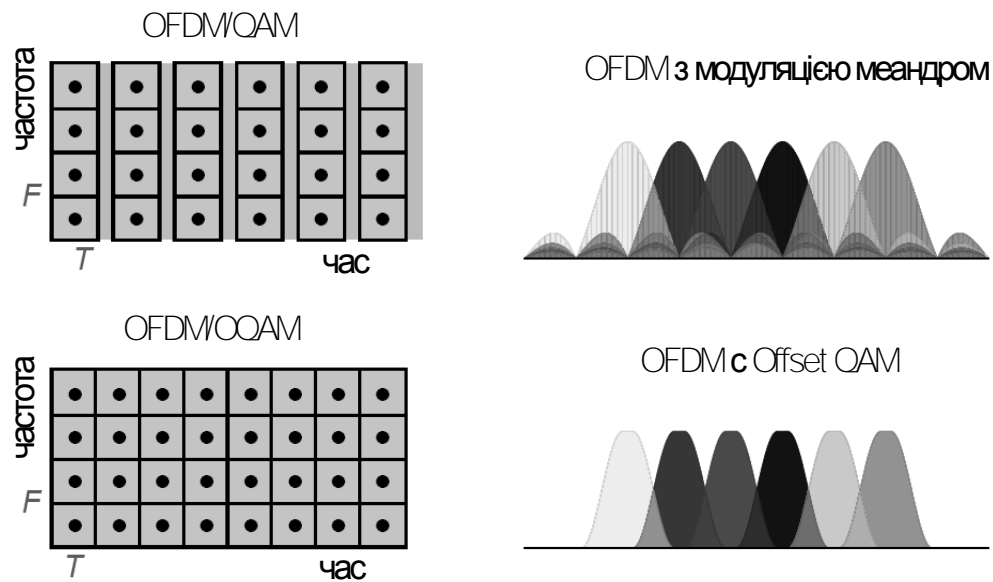 OFDM/QAM
частота
F
T
час
OFDM з модуляцією меандром
OFDM/OQAM
частота
F
T
час
OFDM с Offset QAM